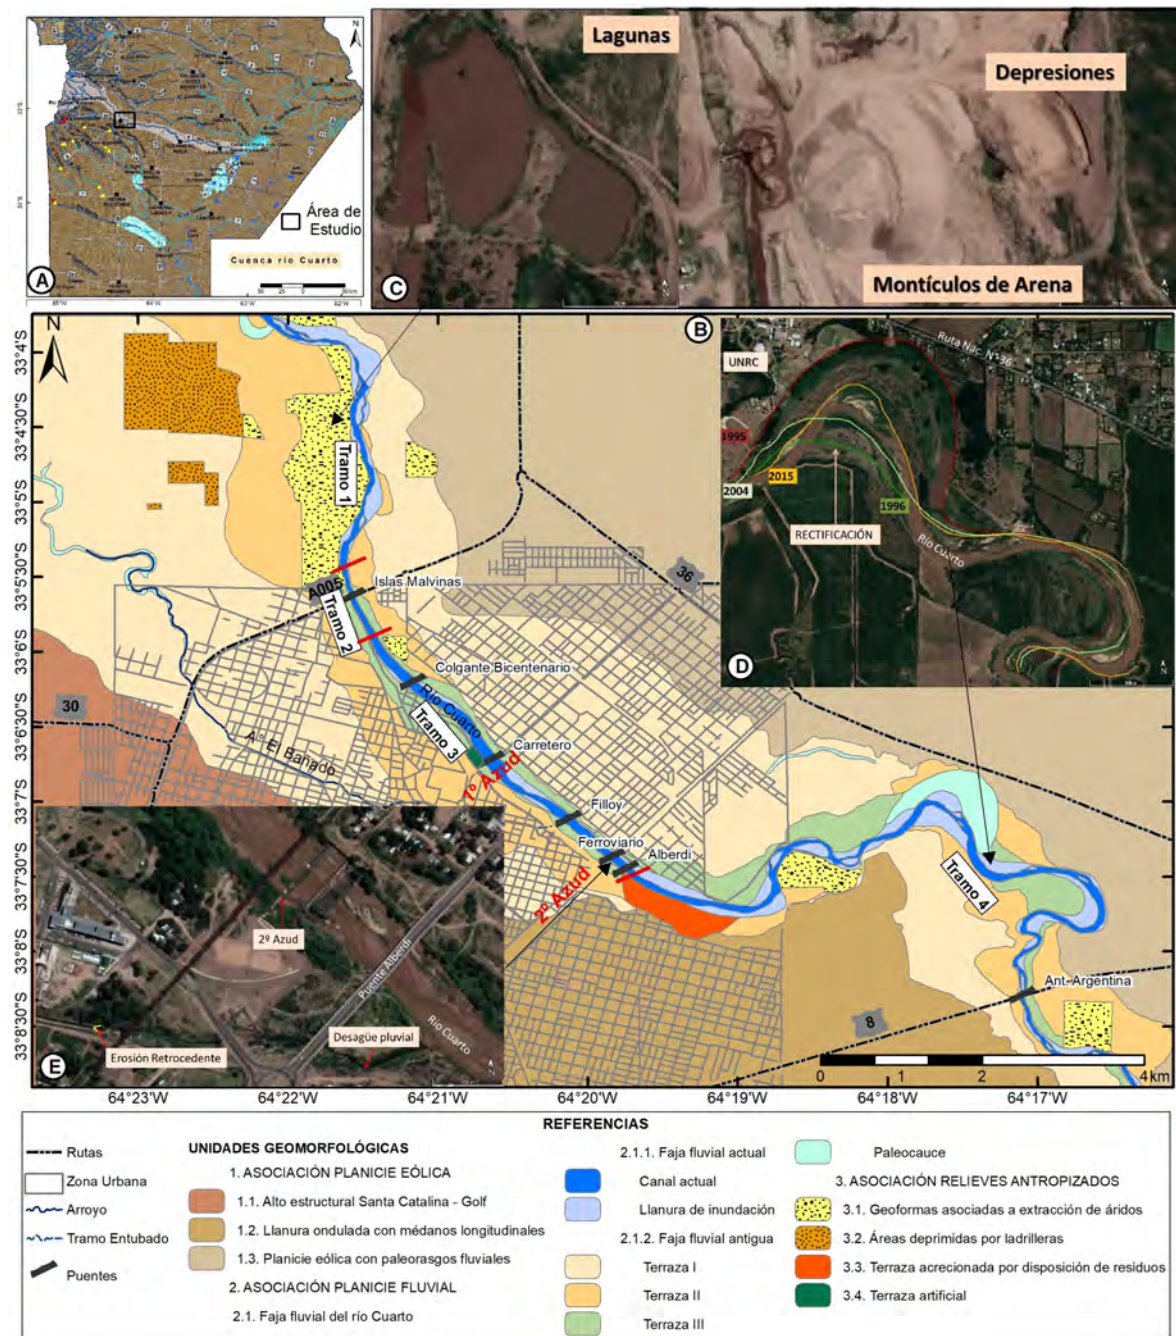 N
Área de
Estudio
Cuenca río Cuarto
A
Lagunas
Depresiones
Montículos de Arena
C
N
33°4'S
33°4'30"S
33°5'S
33°5'30"S
33°6'S
33°6'30"S
33°7'S
33°7'30"S
33°8'S
33°8'30"S
B
Tramo 1
A005
Islas Malvinas
Tramo 2
36
Colgante Bicentenario
Río Cuarto
Tramo 3
Carretero
1º Azud
30
Aº El Bañado
Filloy
Ferroviario
Alberdi
2º Azud
Tramo 4
Ant. Argentina
8
0 1 2 4 km
UNRC
Ruta Nac. Nº36
1995
2004
2015
1996
RECTIFICACIÓN
Río Cuarto
D
2º Azud
Puente Alberdi
Desagüe pluvial
Río Cuarto
Erosión Retrocedente
E
64°23'W 64°22'W 64°21'W 64°20'W 64°19'W 64°18'W 64°17'W
REFERENCIAS
Rutas
Zona Urbana
Arroyo
Tramo Entubado
Puentes
UNIDADES GEOMORFOLÓGICAS
1. ASOCIACIÓN PLANICIE EÓLICA
1.1. Alto estructural Santa Catalina - Golf
1.2. Llanura ondulada con médanos longitudinales
1.3. Planicie eólica con paleorasgos fluviales
2. ASOCIACIÓN PLANICIE FLUVIAL
2.1. Faja fluvial del río Cuarto
2.1.1. Faja fluvial actual
Canal actual
Llanura de inundación
2.1.2. Faja fluvial antigua
Terraza I
Terraza II
Terraza III
Paleocauce
3. ASOCIACIÓN RELIEVES ANTROPIZADOS
3.1. Geoformas asociadas a extracción de áridos
3.2. Áreas deprimidas por ladrilleras
3.3. Terraza acrecionada por disposición de residuos
3.4. Terraza artificial